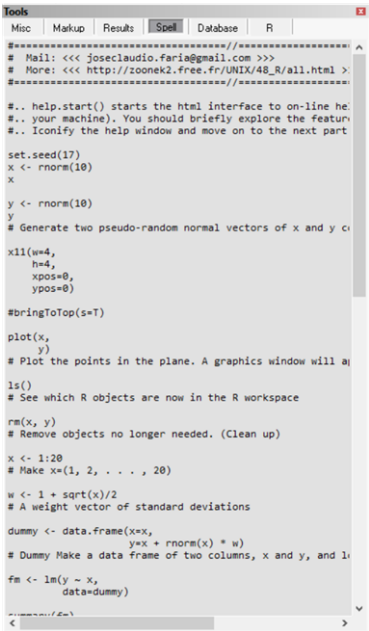 Tools
Misc Markup Results Spell Database R
#===============================//==================
# Mail: <<< joseclaudio.faria@gmail.com >>>
# More: <<< http://zoonek2.free.fr/UNIX/48_R/all.html >
#===============================//==================
#.. help.start() starts the html interface to on-line
#.. your machine). You should briefly explore the
#.. Iconify the help window and move on to the next part
set.seed(17)
x <- rnorm(10)
x
y <- rnorm(10)
y
# Generate two pseudo-random normal vectors of x and y
x11(w=4,
h=4,
xpos=0,
ypos=0)
#bringToTop(s=T)
plot(x,
y)
# Plot the points in the plane. A graphics window will
ls()
# See which R objects are now in the R workspace
rm(x, y)
# Remove objects no longer needed. (Clean up)
x <- 1:20
# Make x=(1, 2, . . . , 20)
w <- 1 + sqrt(x)/2
# A weight vector of standard deviations
dummy <- data.frame(x=x,
y=x + rnorm(x) * w)
# Dummy Make a data frame of two columns, x and y, and
fm <- lm(y ~ x,
data=dummy)
summary(fm)